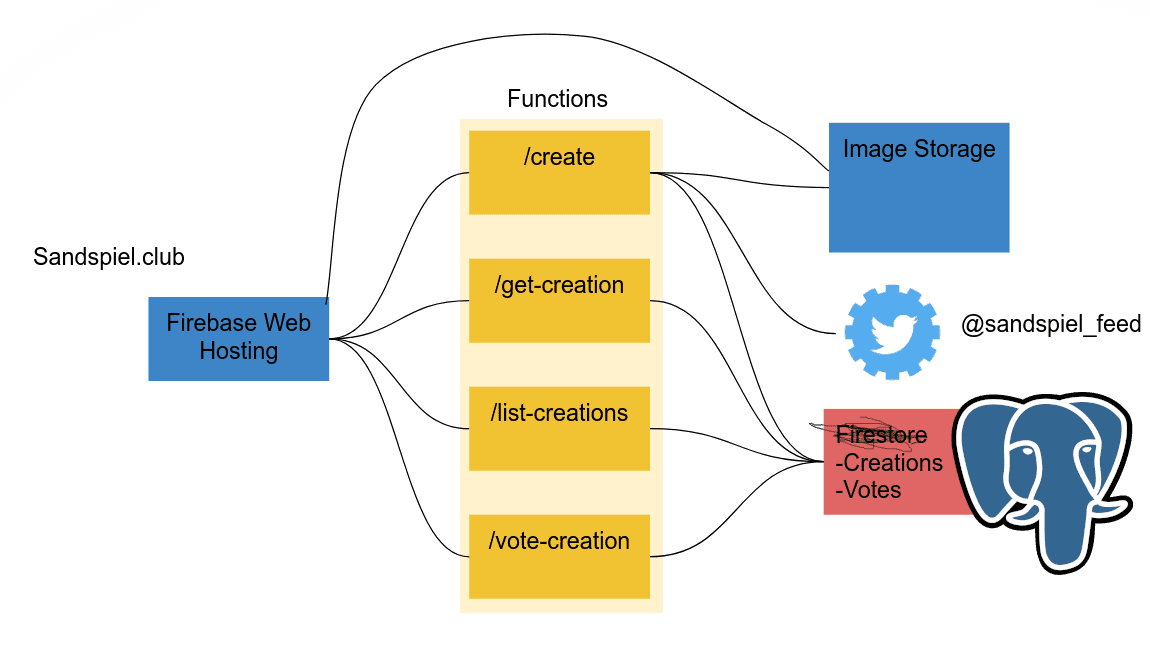 Functions
/create
Image Storage
Sandspiel.club
/get-creation
Firebase Web
Hosting
@sandspiel_feed
/list-creations
Firestore
-Creations
-Votes
/vote-creation